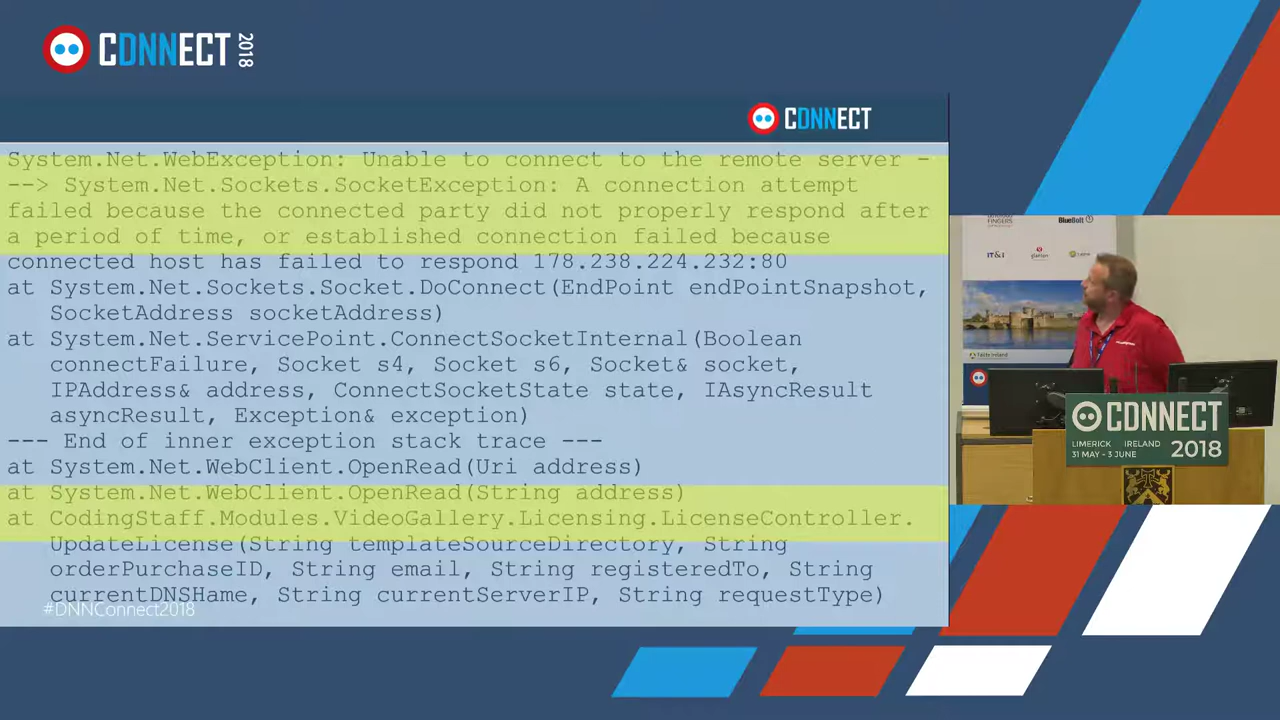 CDNNECT 2018
CDNNECT
System.Net.WebException: Unable to connect to the remote server -
--> System.Net.Sockets.SocketException: A connection attempt
failed because the connected party did not properly respond after
a period of time, or established connection failed because
connected host has failed to respond 178.238.224.232:80
at System.Net.Sockets.Socket.DoConnect(EndPoint endPointSnapshot,
SocketAddress socketAddress)
at System.Net.ServicePoint.ConnectSocketInternal(Boolean
connectFailure, Socket s4, Socket s6, Socket& socket,
IPAddress& address, ConnectSocketState state, IAsyncResult
asyncResult, Exception& exception)
--- End of inner exception stack trace ---
at System.Net.WebClient.OpenRead(Uri address)
at System.Net.WebClient.OpenRead(String address)
at CodingStaff.Modules.VideoGallery.Licensing.LicenseController.
UpdateLicense(String templateSourceDirectory, String
orderPurchaseID, String email, String registeredTo, String
currentDNSHame, String currentServerIP, String requestType)
#DNNConnect2018
BlueBolt
IT&I
CDNNECT
LIMERICK IRELAND
31 MAY - 3 JUNE 2018